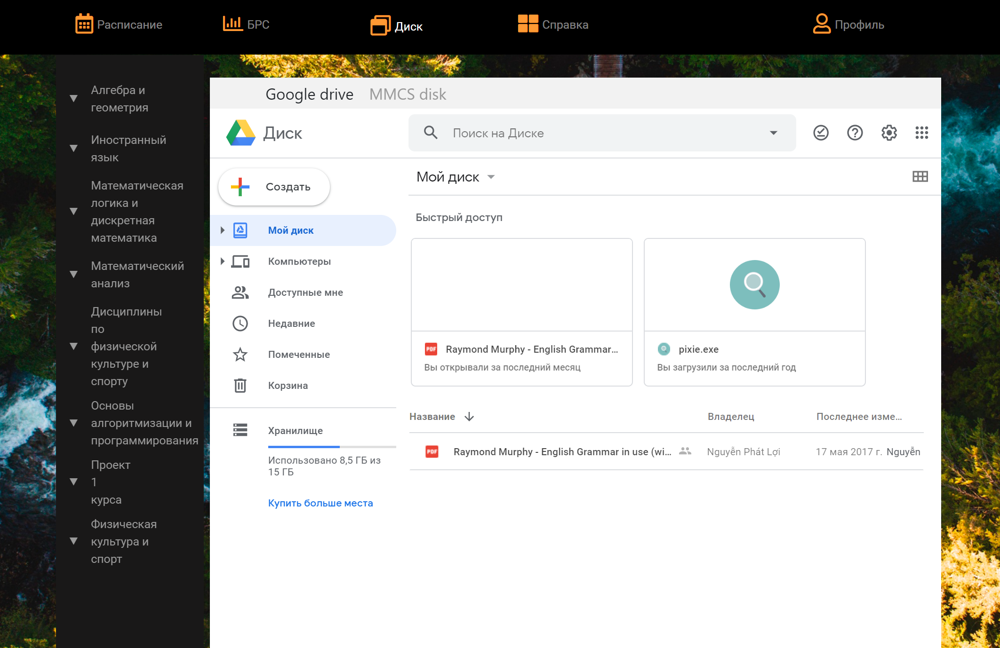 Расписание
БРС
Диск
Справка
Профиль
Алгебра и
геометрия
Иностранный
язык
Математическая
логика и
дискретная
математика
Математический
анализ
Дисциплины
по
физической
культуре и
спорту
Основы
алгоритмизации и
программирования
Проект
1
курса
Физическая
культура и
спорт
Google drive MMCS disk
Диск
Поиск на Диске
Создать
Мой диск
Компьютеры
Доступные мне
Недавние
Помеченные
Корзина
Хранилище
Использовано 8,5 ГБ из
15 ГБ
Купить больше места
Мой диск
Быстрый доступ
PDF Raymond Murphy - English Grammar...
Вы открывали за последний месяц
pixie.exe
Вы загрузили за последний год
Название Владелец Последнее изме...
PDF Raymond Murphy - English Grammar in use (wi... Nguyễn Phát Lợi 17 мая 2017 г. Nguyễn